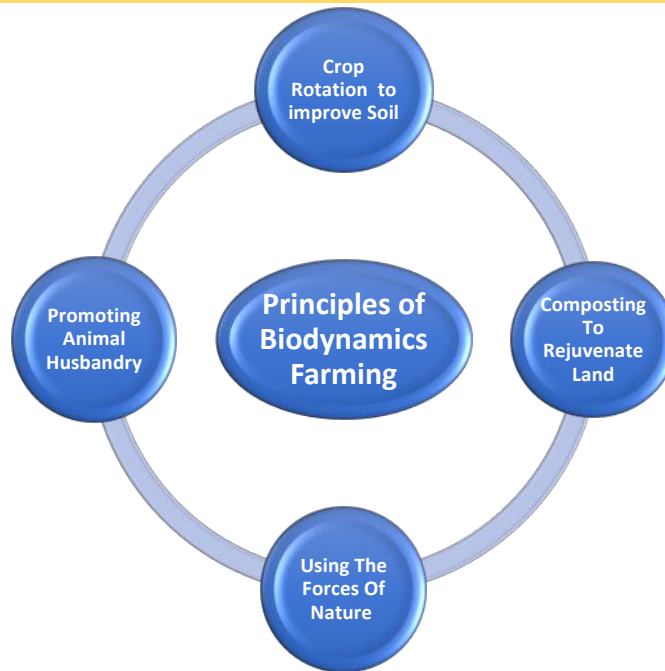 Crop
Rotation to
improve Soil
Promoting
Animal
Husbandry
Principles of
Biodynamics
Farming
Composting
To
Rejuvenate
Land
Using The
Forces Of
Nature